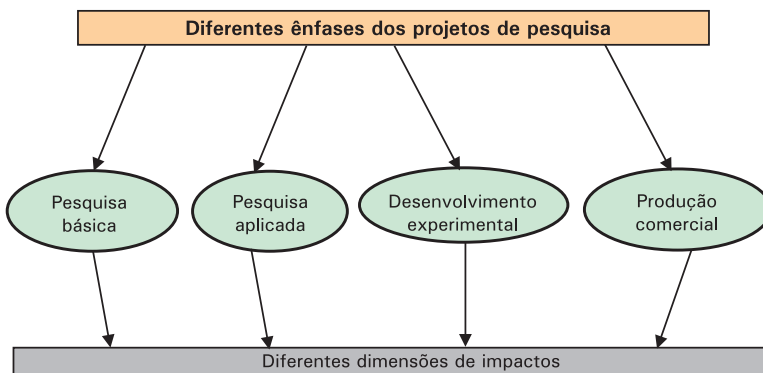 Diferentes ênfases dos projetos de pesquisa
Pesquisa
básica
Pesquisa
aplicada
Desenvolvimento
experimental
Produção
comercial
Diferentes dimensões de impactos